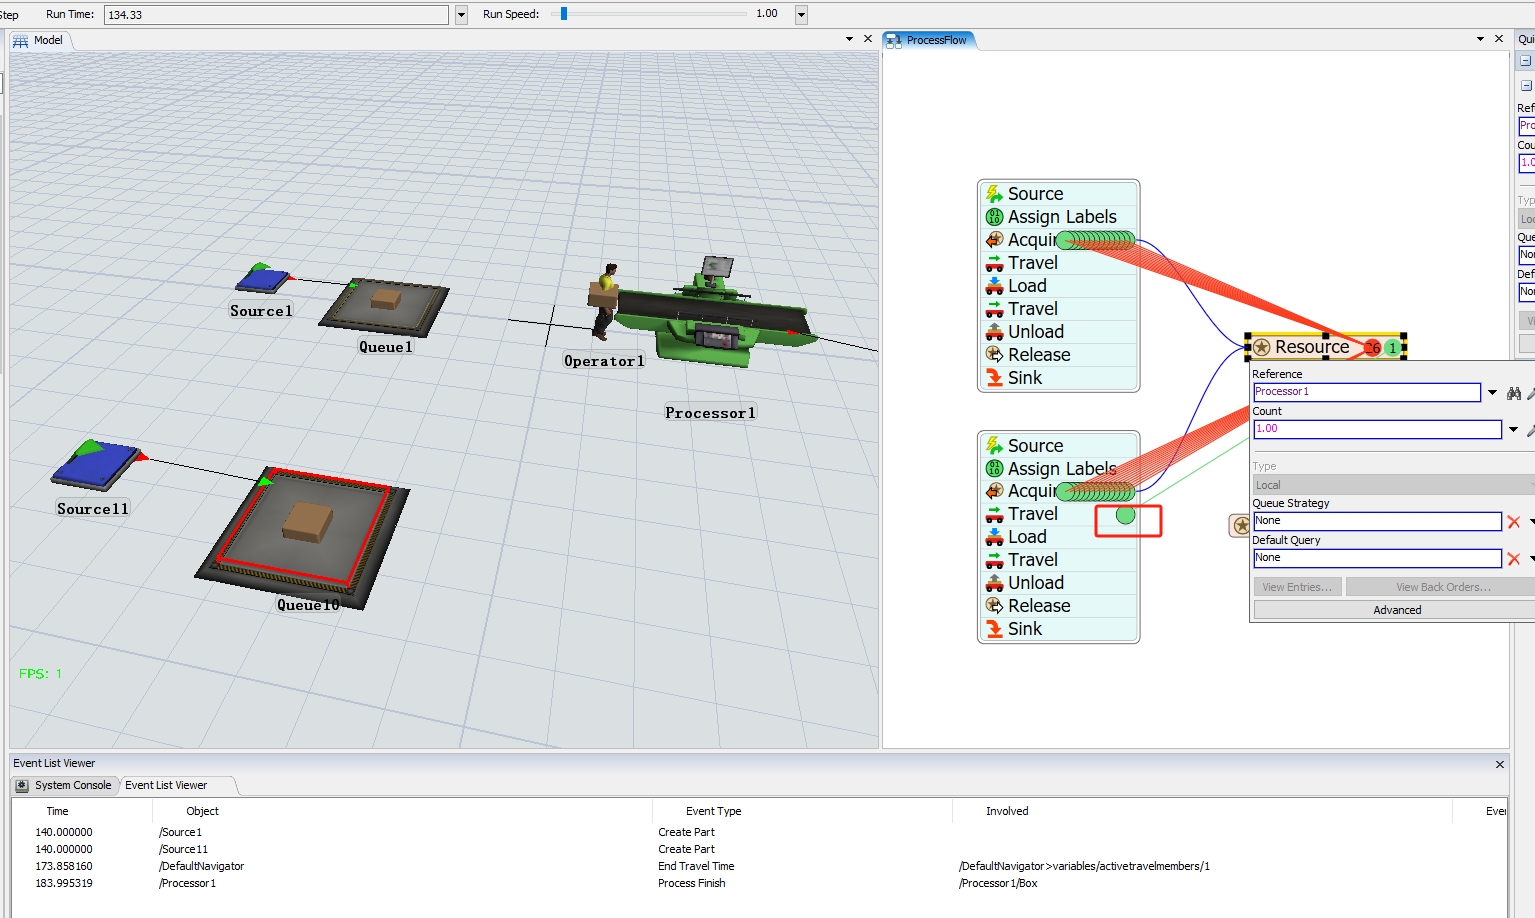 Step
Run Time:
134.33
Run Speed:
1.00
Model
ProcessFlow
Source1
Queue1
Operator1
Processor1
Source11
Queue10
FPS: 1
Source
Assign Labels
Acquir
Travel
Load
Travel
Unload
Release
Sink
Source
Assign Labels
Acquir
Travel
Load
Travel
Unload
Release
Sink
Resource
1
Reference
Processor1
Count
1.00
Type
Local
Queue Strategy
None
Default Query
None
View Entries...
View Back Orders...
Advanced
Qui
Ref
Pro
Cou
1.0
Typ
Loc
Que
Nor
Def
Nor
Vi
Event List Viewer
System Console
Event List Viewer
Time Object Event Type Involved Ever
140.000000 /Source1 Create Part
140.000000 /Source11 Create Part
173.858160 /DefaultNavigator End Travel Time /DefaultNavigator>variables/activetravelmembers/1
183.995319 /Processor1 Process Finish /Processor1/Box